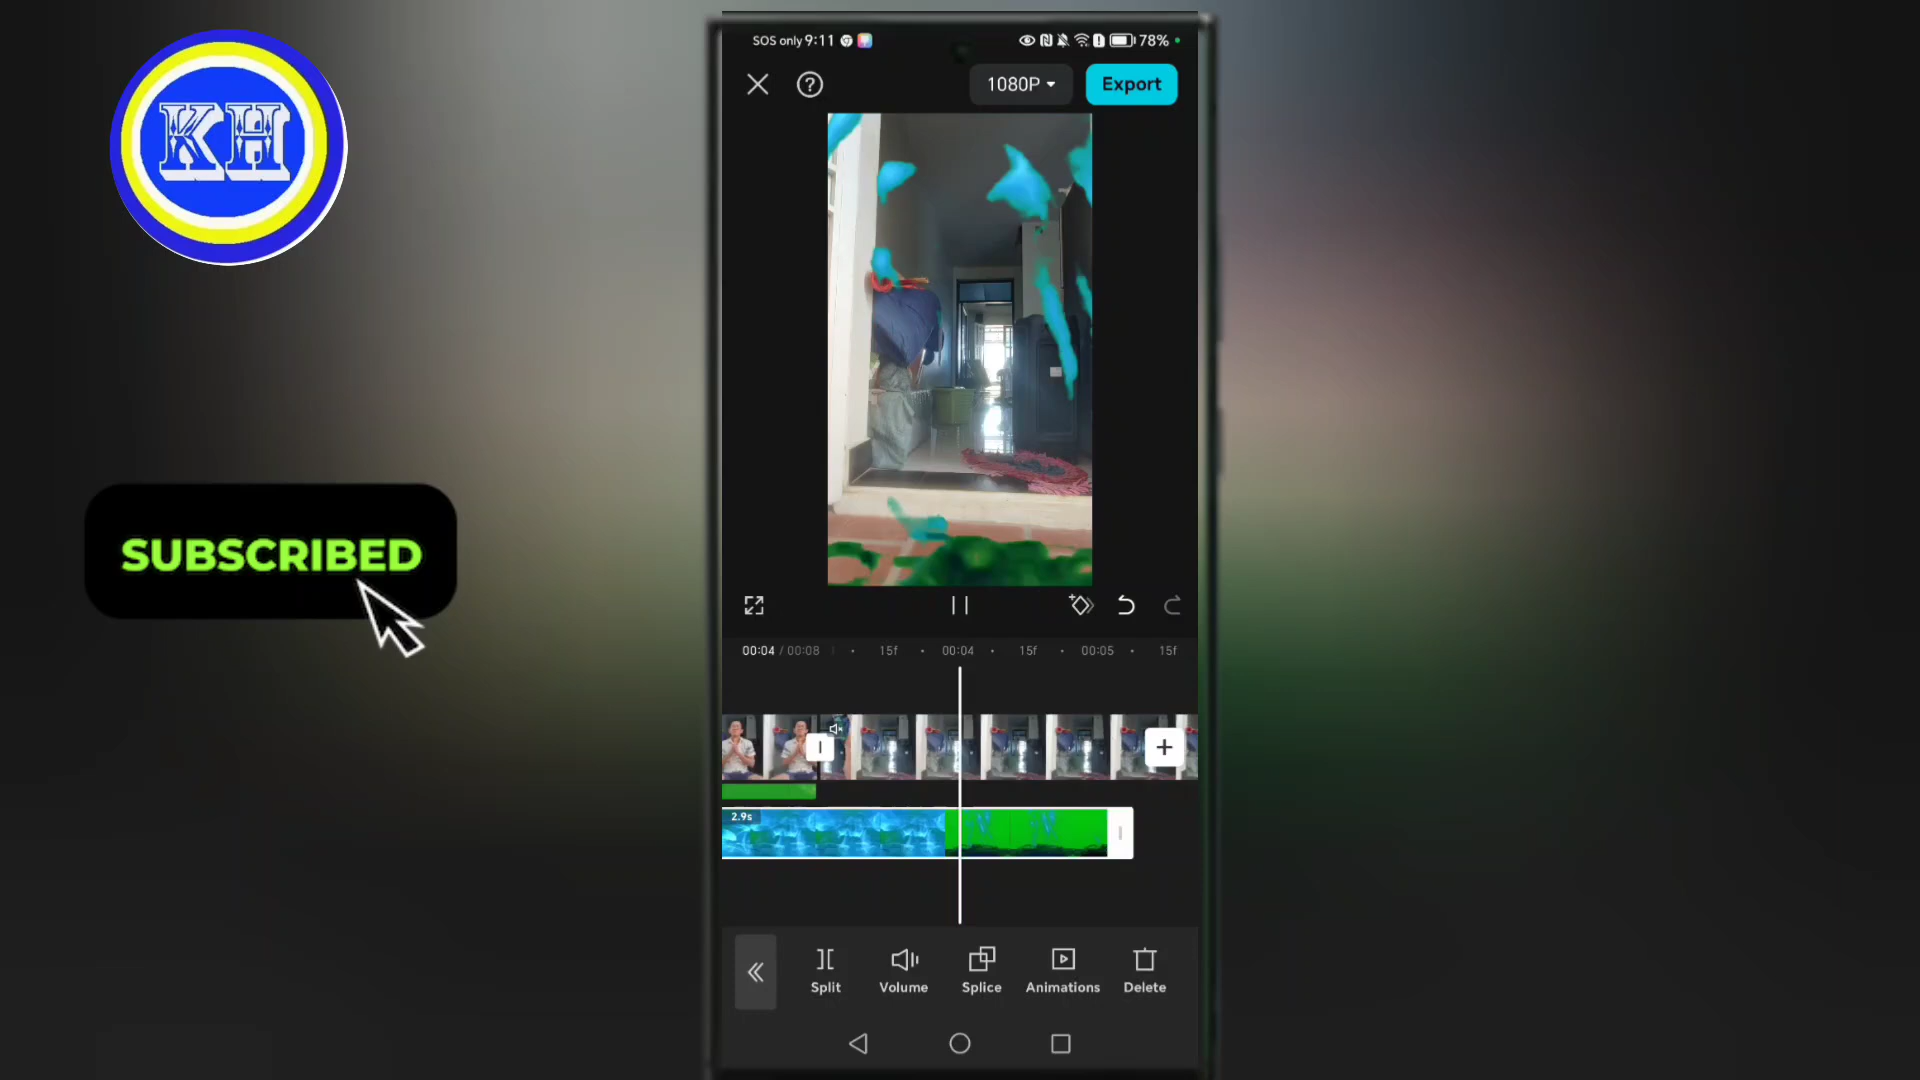 KH
SUBSCRIBED
SOS only 9:11
78%
1080P
Export
00:04 / 00:08
15f
00:04
15f
00:05
15f
2.9s
Split
Volume
Splice
Animations
Delete